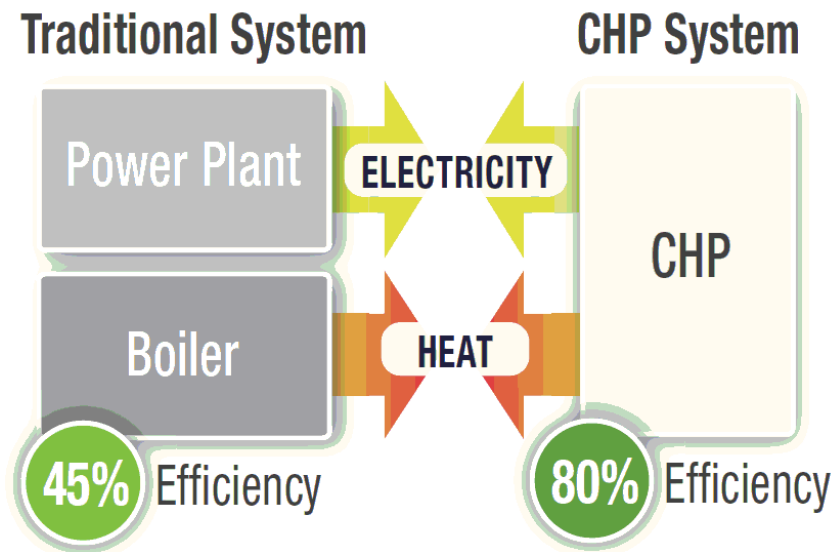 Traditional System
CHP System
Power Plant
ELECTRICITY
CHP
Boiler
HEAT
45% Efficiency
80% Efficiency